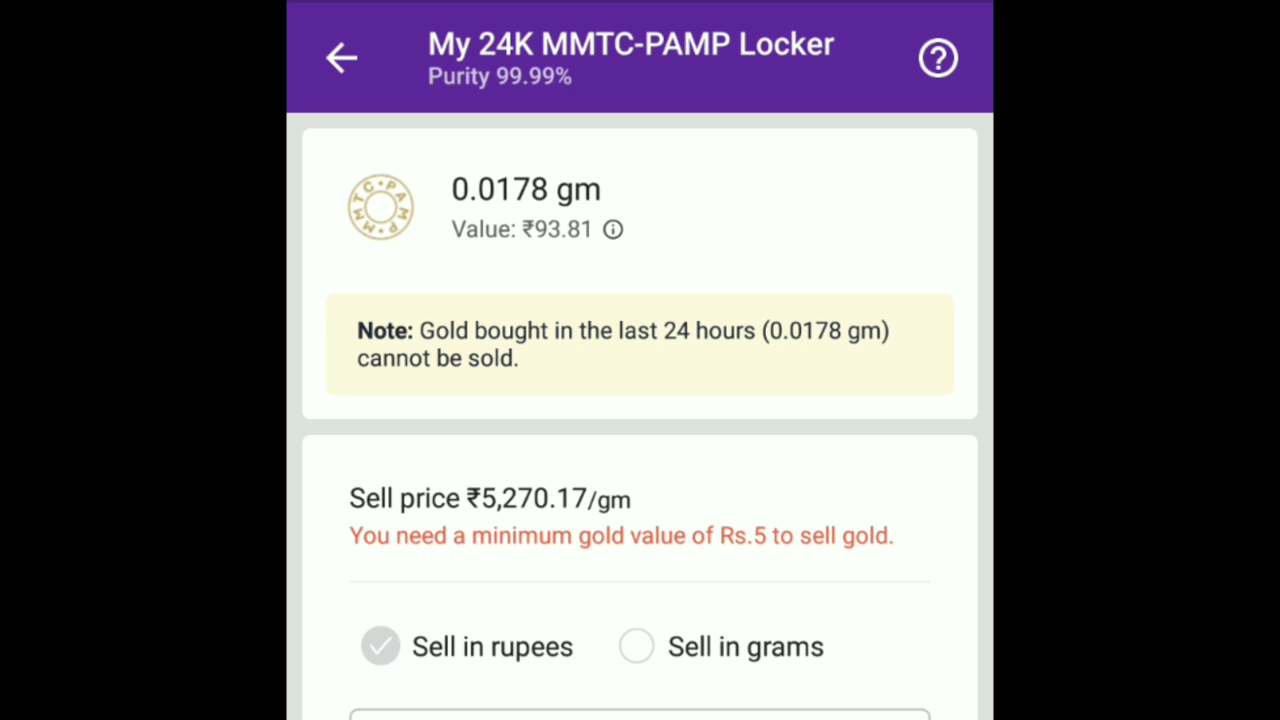 My 24K MMTC-PAMP Locker
Purity 99.99%
MMTC·PAMP·
0.0178 gm
Value: ₹93.81
Note: Gold bought in the last 24 hours (0.0178 gm)
cannot be sold.
Sell price ₹5,270.17/gm
You need a minimum gold value of Rs.5 to sell gold.
Sell in rupees
Sell in grams